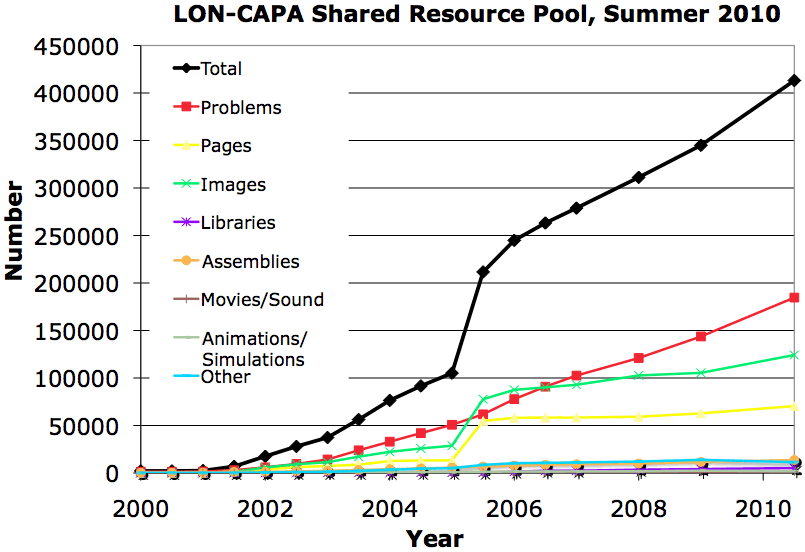 LON-CAPA Shared Resource Pool, Summer 2010
450000
400000
350000
300000
250000
200000
150000
100000
50000
0
Number
Total
Problems
Pages
Images
Libraries
Assemblies
Movies/Sound
Animations/
Simulations
Other
2000 2002 2004 2006 2008 2010
Year